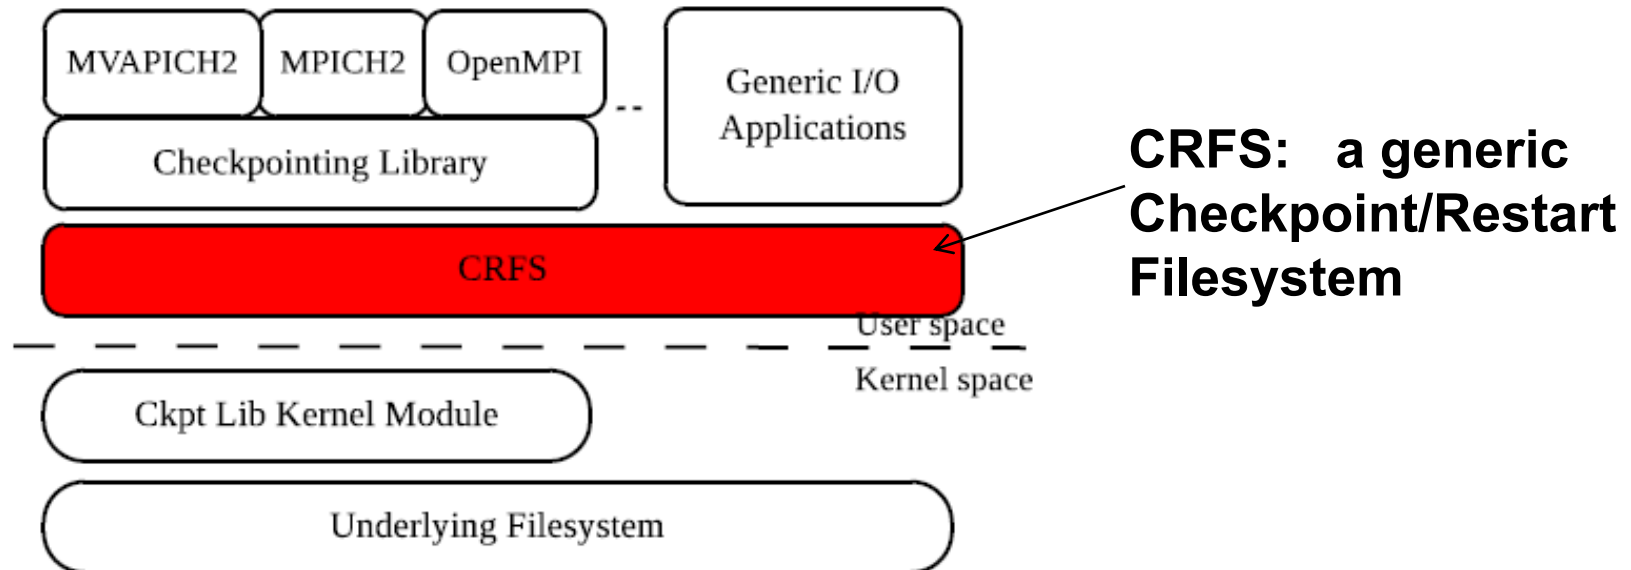 MVAPICH2 MPICH2 OpenMPI
--
Generic I/O
Applications
Checkpointing Library
CRFS: a generic
Checkpoint/Restart
Filesystem
CRFS
User space
Kernel space
Ckpt Lib Kernel Module
Underlying Filesystem